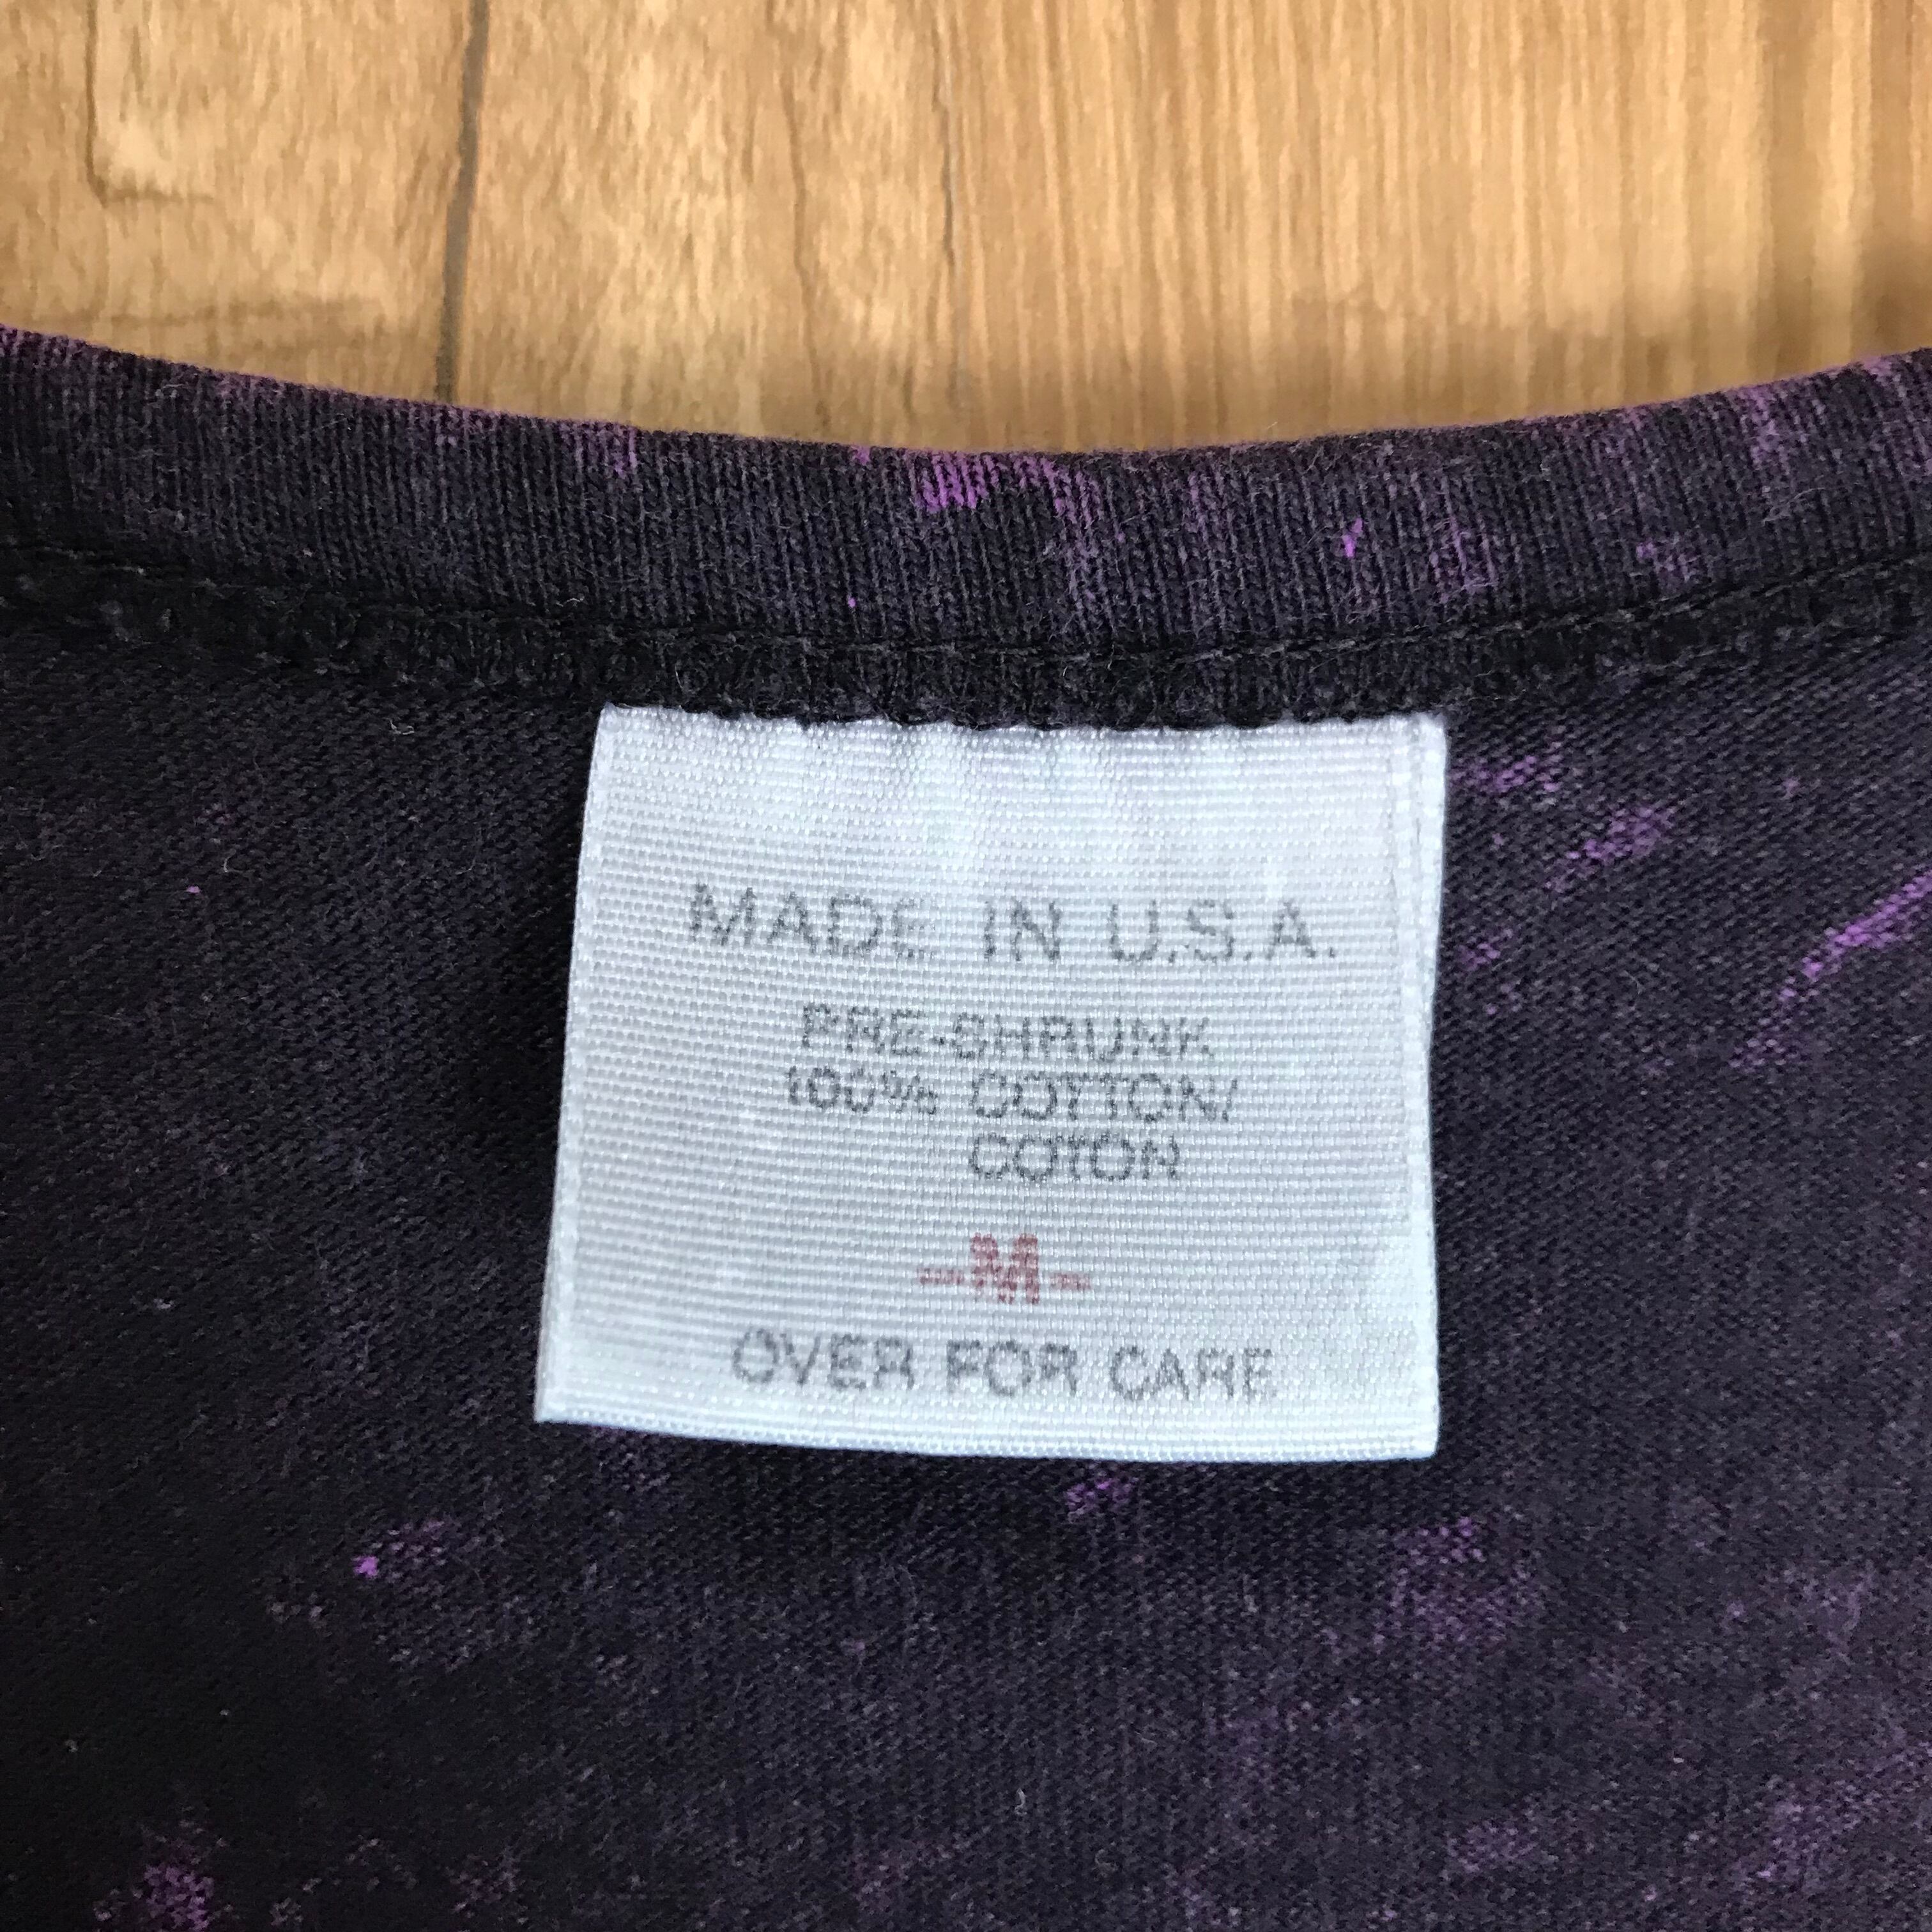 MADE IN U.S.A.
PRE-SHRUNK
100% COTTON/
COTON
-M-
OVER FOR CARE